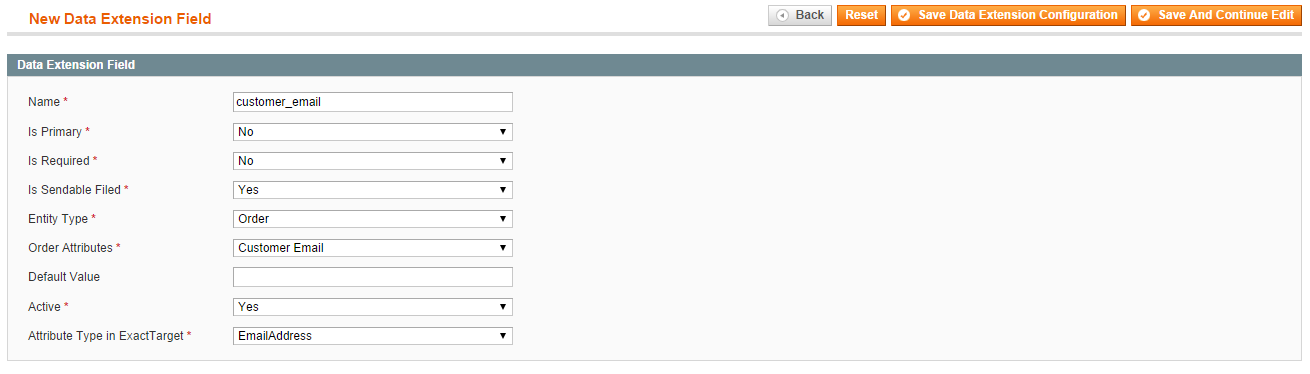 New Data Extension Field
Back Reset Save Data Extension Configuration Save And Continue Edit
Data Extension Field
Name * customer_email
Is Primary * No
Is Required * No
Is Sendable Filed * Yes
Entity Type * Order
Order Attributes * Customer Email
Default Value
Active * Yes
Attribute Type in ExactTarget * EmailAddress